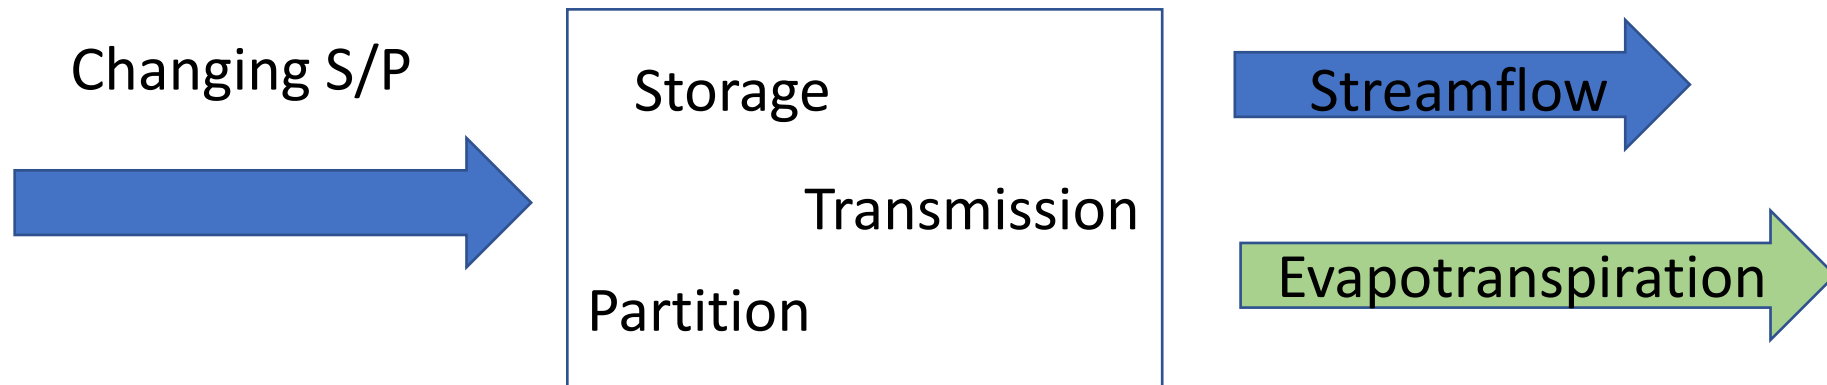 Changing S/P
Storage
Transmission
Partition
Streamflow
Evapotranspiration